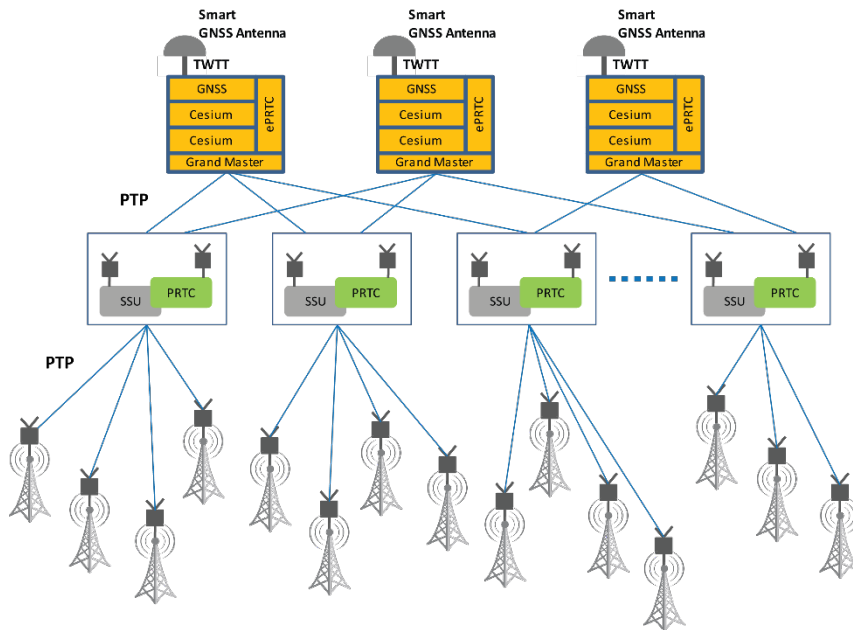 Smart
GNSS Antenna
Smart
GNSS Antenna
Smart
GNSS Antenna
TWTT
TWTT
TWTT
GNSS
Cesium
Cesium
ePRTC
Grand Master
GNSS
Cesium
Cesium
ePRTC
Grand Master
GNSS
Cesium
Cesium
ePRTC
Grand Master
PTP
SSU
PRTC
SSU
PRTC
SSU
PRTC
SSU
PRTC
PTP